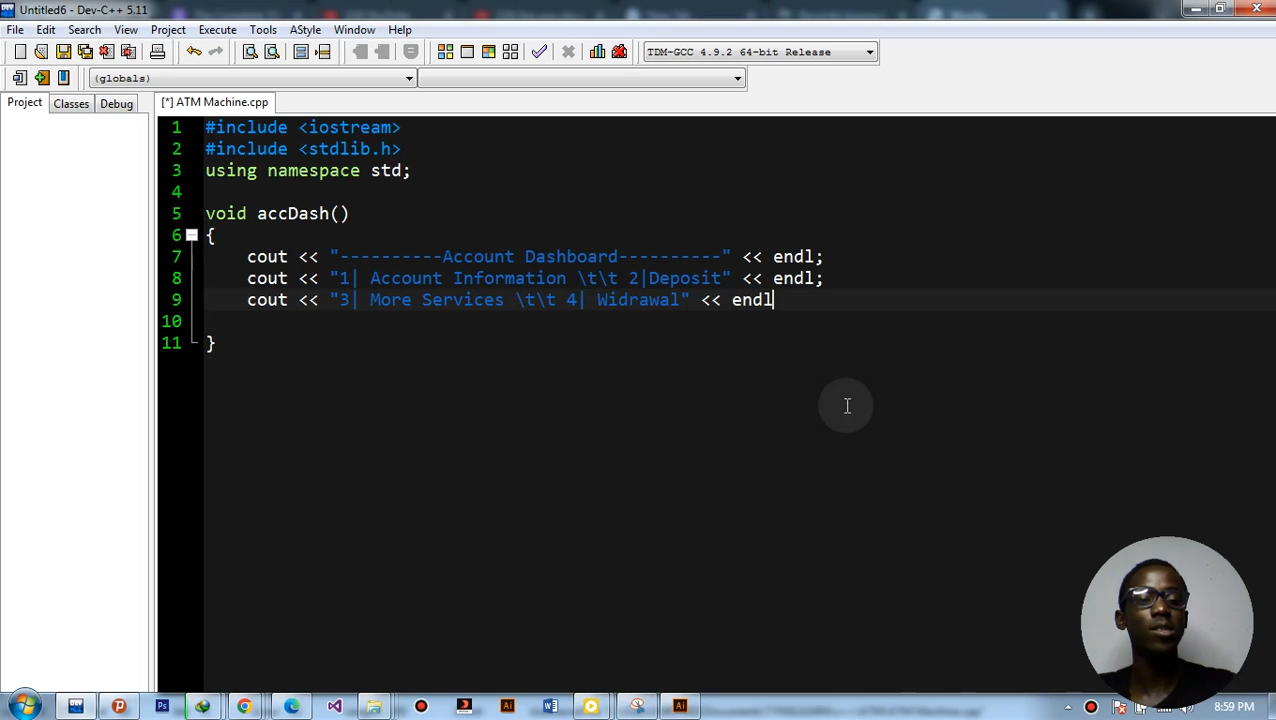 Untitled6 - Dev-C++ 5.11
File Edit Search View Project Execute Tools AStyle Window Help
TDM-GCC 4.9.2 64-bit Release
(globals)
Project Classes Debug [*] ATM Machine.cpp
1 #include <iostream>
2 #include <stdlib.h>
3 using namespace std;
4
5 void accDash()
6 {
7 cout << "----------Account Dashboard----------" << endl;
8 cout << "1| Account Information \t\t 2|Deposit" << endl;
9 cout << "3| More Services \t\t 4| Widrawal" << endl
10
11 }
8:59 PM